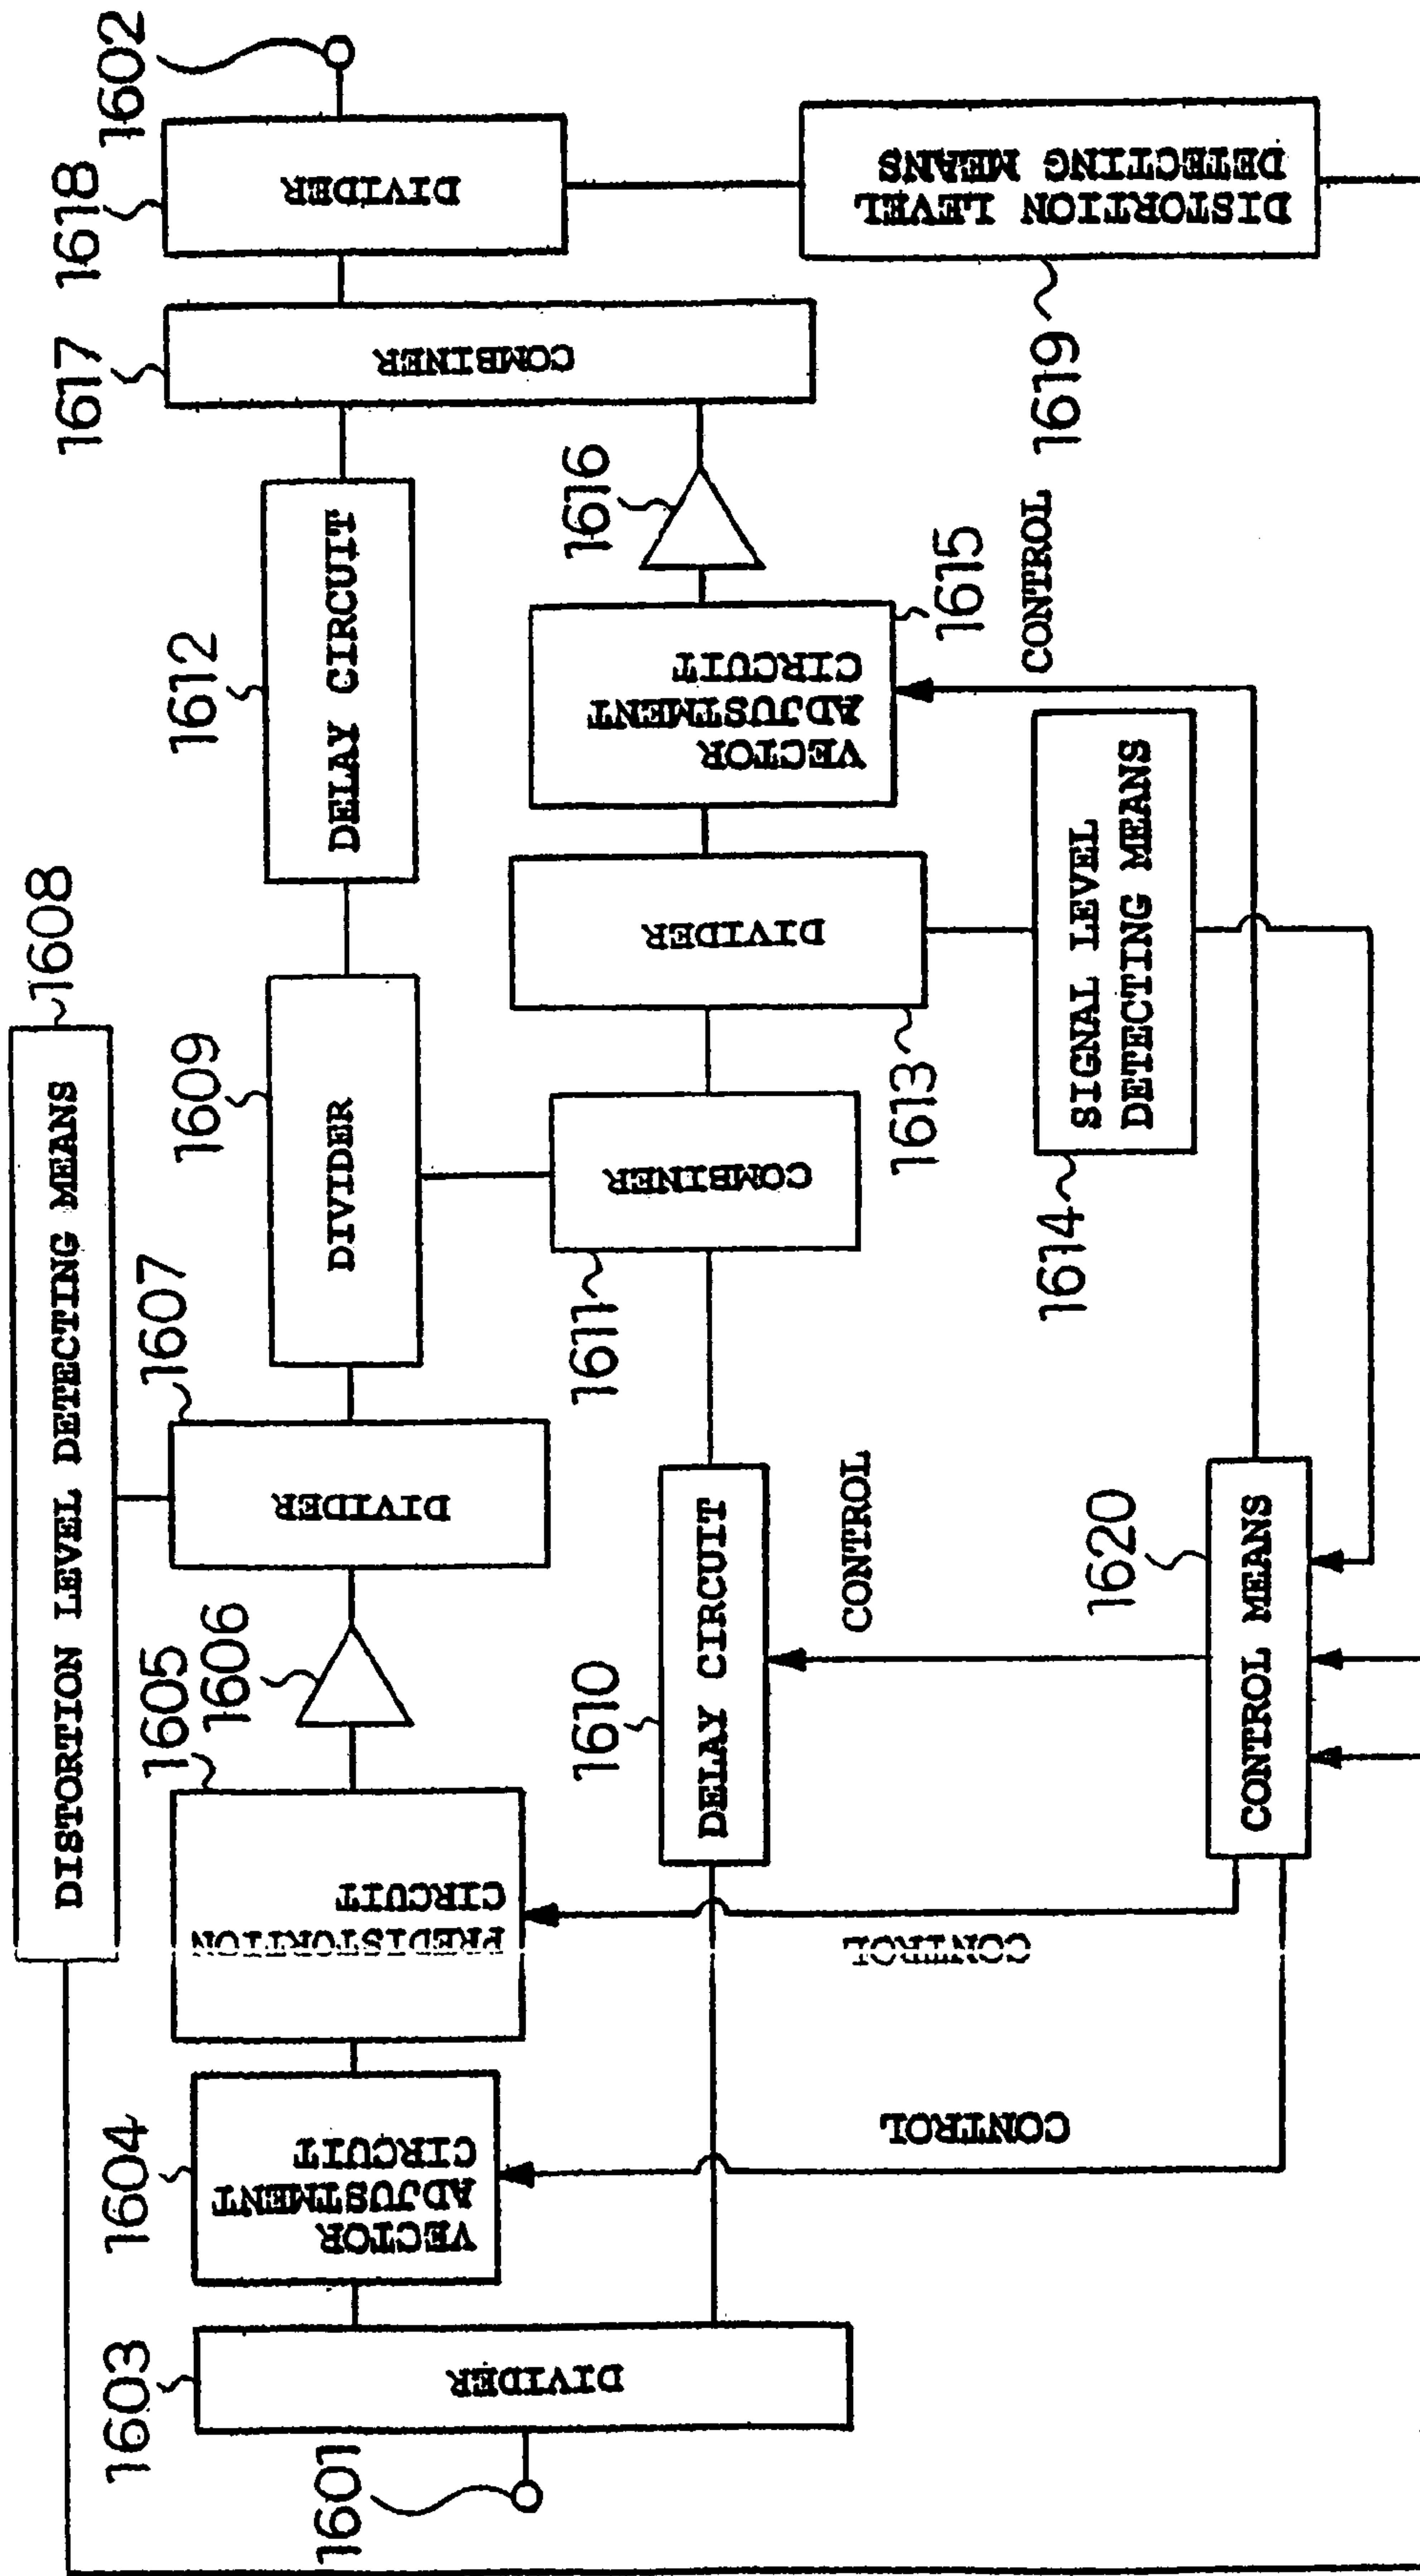 1608
DISTORTION LEVEL DETECTING MEANS
1601
1603
DIVIDER
1604
VECTOR
ADJUSTMENT
CIRCUIT
1605
PREDISTORTION
CIRCUIT
1606
1607
DIVIDER
1609
DIVIDER
1612
DELAY CIRCUIT
1617
COMBINER
1618
DIVIDER
1602
1610
DELAY CIRCUIT
1611
COMBINER
1613
DIVIDER
1615
VECTOR
ADJUSTMENT
CIRCUIT
1616
1614
SIGNAL LEVEL
DETECTING MEANS
1619
DISTORTION LEVEL
DETECTING MEANS
CONTROL
CONTROL
CONTROL
CONTROL
1620
CONTROL MEANS